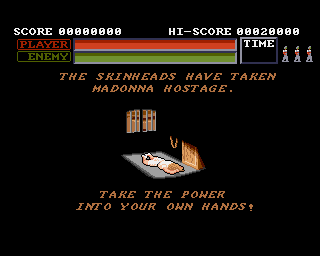 SCORE 00000000 HI-SCORE 00020000
PLAYER TIME
ENEMY
THE SKINHEADS HAVE TAKEN
MADONNA HOSTAGE.
TAKE THE POWER
INTO YOUR OWN HANDS!